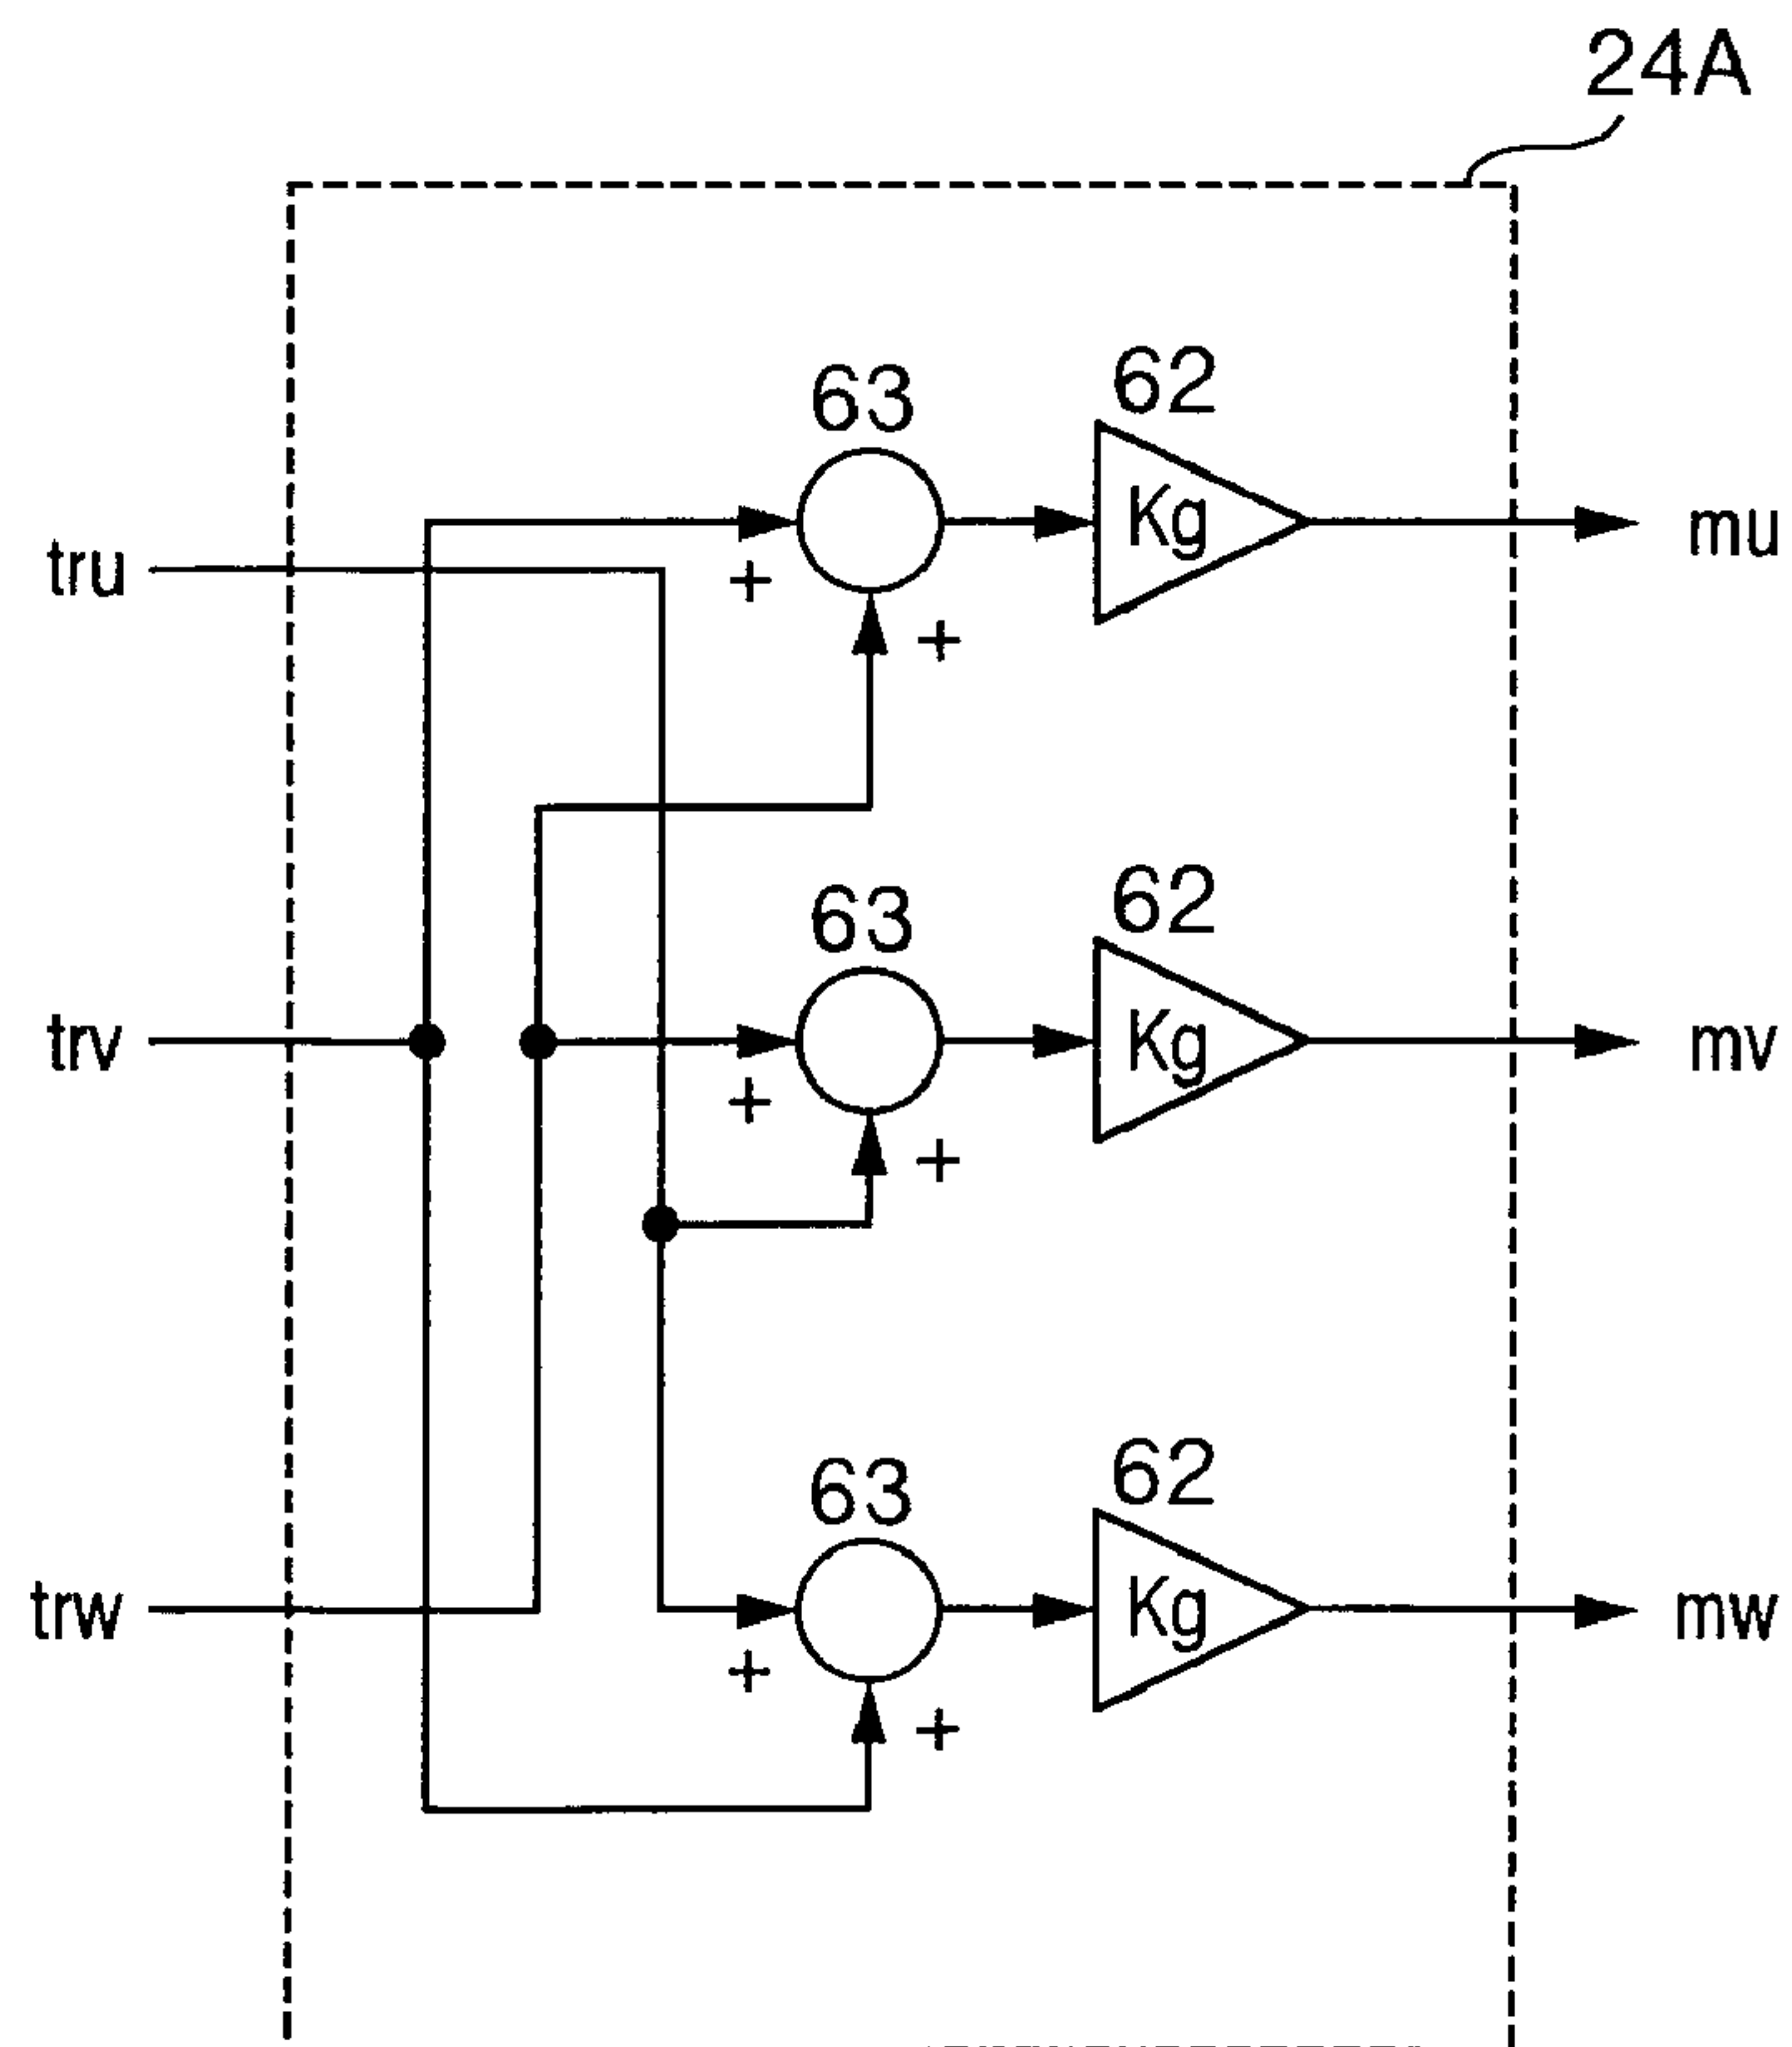 24A
63
62
Kg
mu
tru
+
+
63
62
trv
Kg
mv
+
+
63
62
trw
Kg
mw
+
+